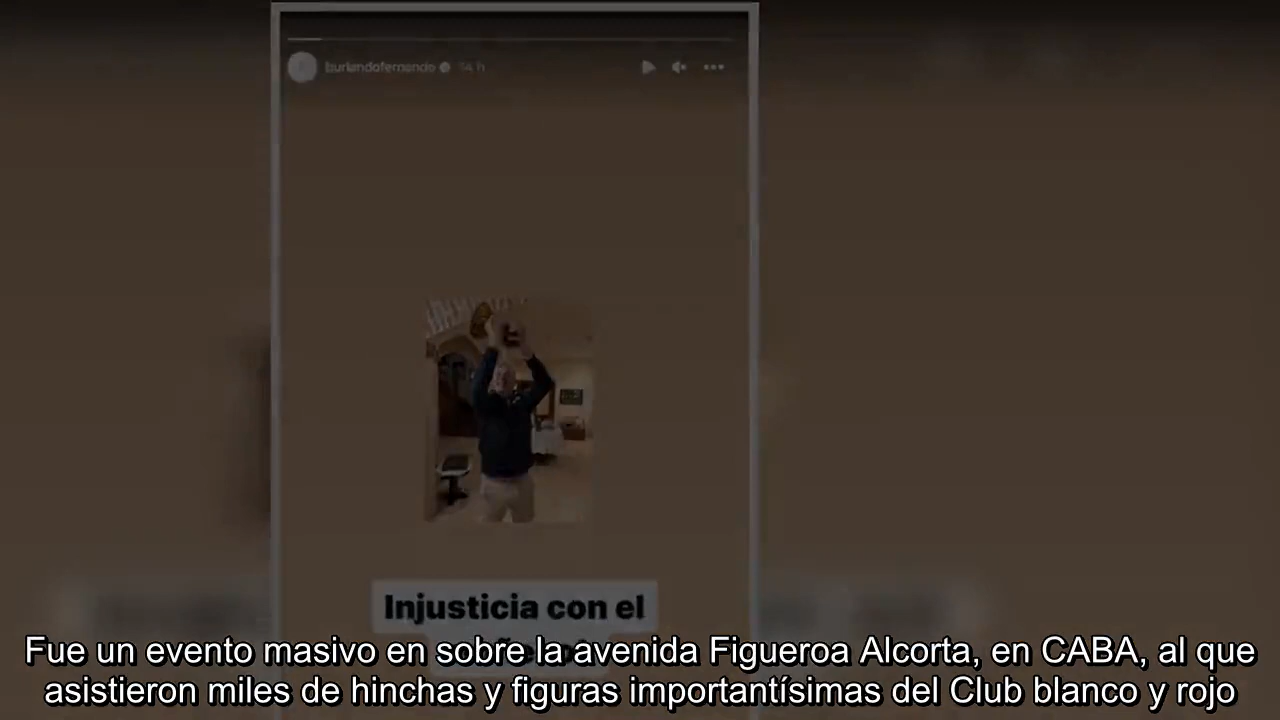 burlandofernando 14 h
Injusticia con el
Fue un evento masivo en sobre la avenida Figueroa Alcorta, en CABA, al que
asistieron miles de hinchas y figuras importantísimas del Club blanco y rojo